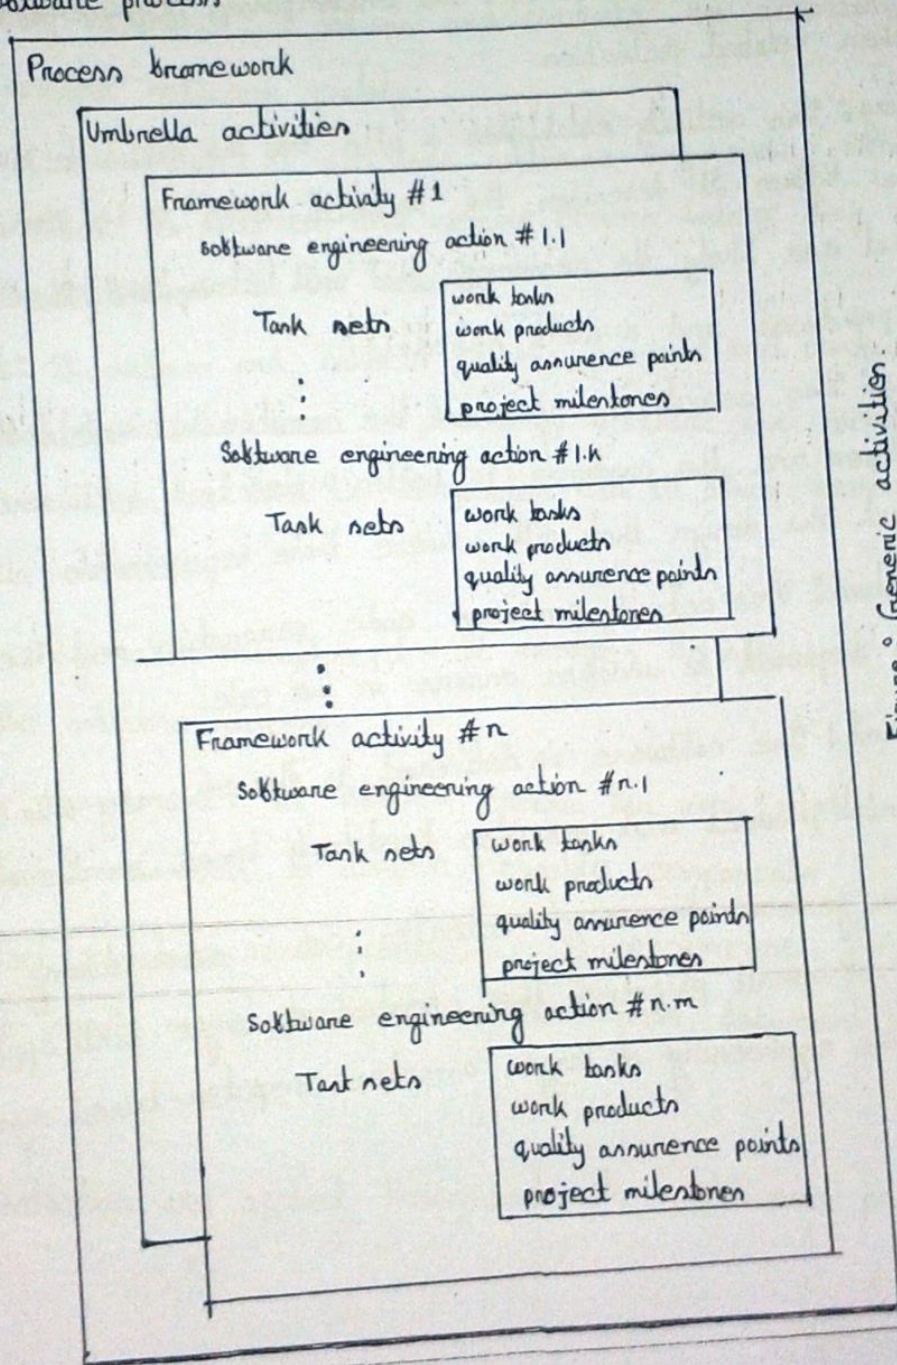 software process
Process framework
Umbrella activities
Framework activity #1
software engineering action #1.1
Task sets
work tasks
work products
quality assurence points
project milestones
Software engineering action #1.k
Task sets
work tasks
work products
quality assurence points
project milestones
Framework activity #n
Software engineering action #n.1
Task sets
work tasks
work products
quality assurence points
project milestones
Software engineering action #n.m
Task sets
work tasks
work products
quality assurence points
project milestones
Figure : Generic activities